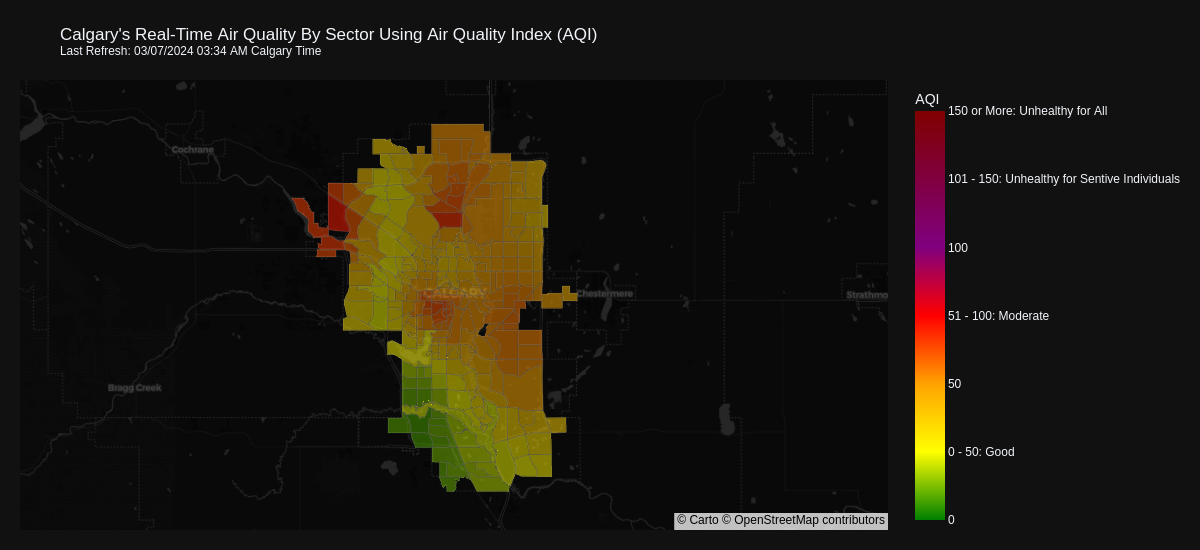 Calgary's Real-Time Air Quality By Sector Using Air Quality Index (AQI)
Last Refresh: 03/07/2024 03:34 AM Calgary Time
AQI
150 or More: Unhealthy for All
Cochrane
101 - 150: Unhealthy for Sentive Individuals
100
CALGARY
Chestermere
Strathmo
51 - 100: Moderate
50
Bragg Creek
0 - 50: Good
© Carto © OpenStreetMap contributors
0